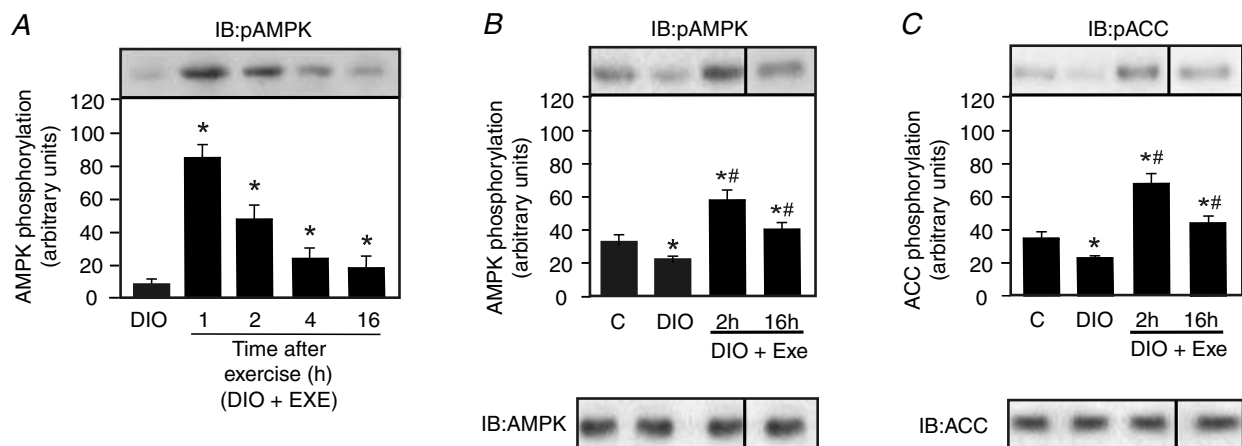 A
IB:pAMPK
AMPK phosphorylation
(arbitrary units)
120
100
80
60
40
20
0
*
*
*
*
DIO
1
2
4
16
Time after
exercise (h)
(DIO + EXE)
B
IB:pAMPK
AMPK phosphorylation
(arbitrary units)
120
100
80
60
40
20
0
*
*#
*#
C
DIO
2h
16h
DIO + Exe
IB:AMPK
C
IB:pACC
ACC phosphorylation
(arbitrary units)
120
100
80
60
40
20
0
*
*#
*#
C
DIO
2h
16h
DIO + Exe
IB:ACC